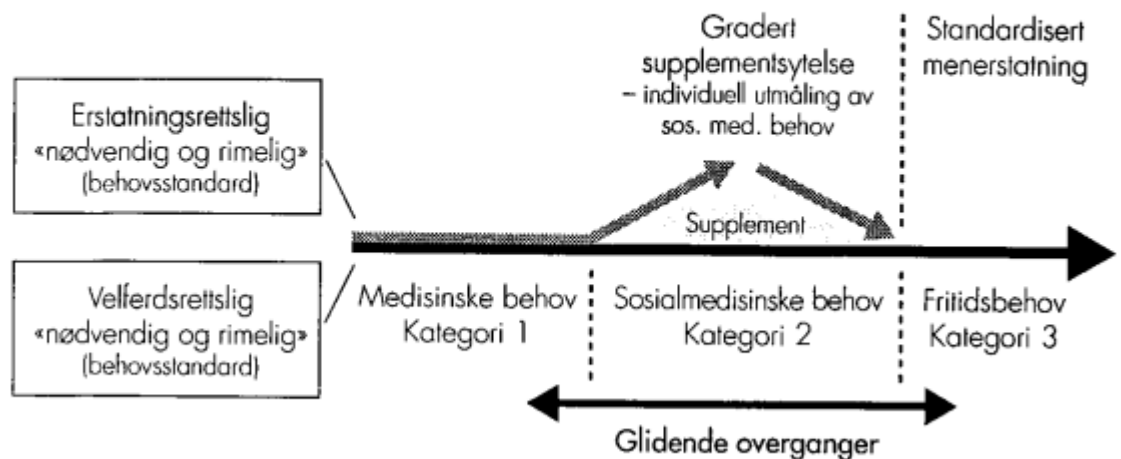 Gradert
supplementsytelse
– individuell utmåling av
sos. med. behov
Standardisert
menerstatning
Erstatningsrettslig
«nødvendig og rimelig»
(behovsstandard)
Supplement
Velferdsrettslig
«nødvendig og rimelig»
(behovsstandard)
Medisinske behov
Kategori 1
Sosialmedisinske behov
Kategori 2
Fritidsbehov
Kategori 3
Glidende overganger